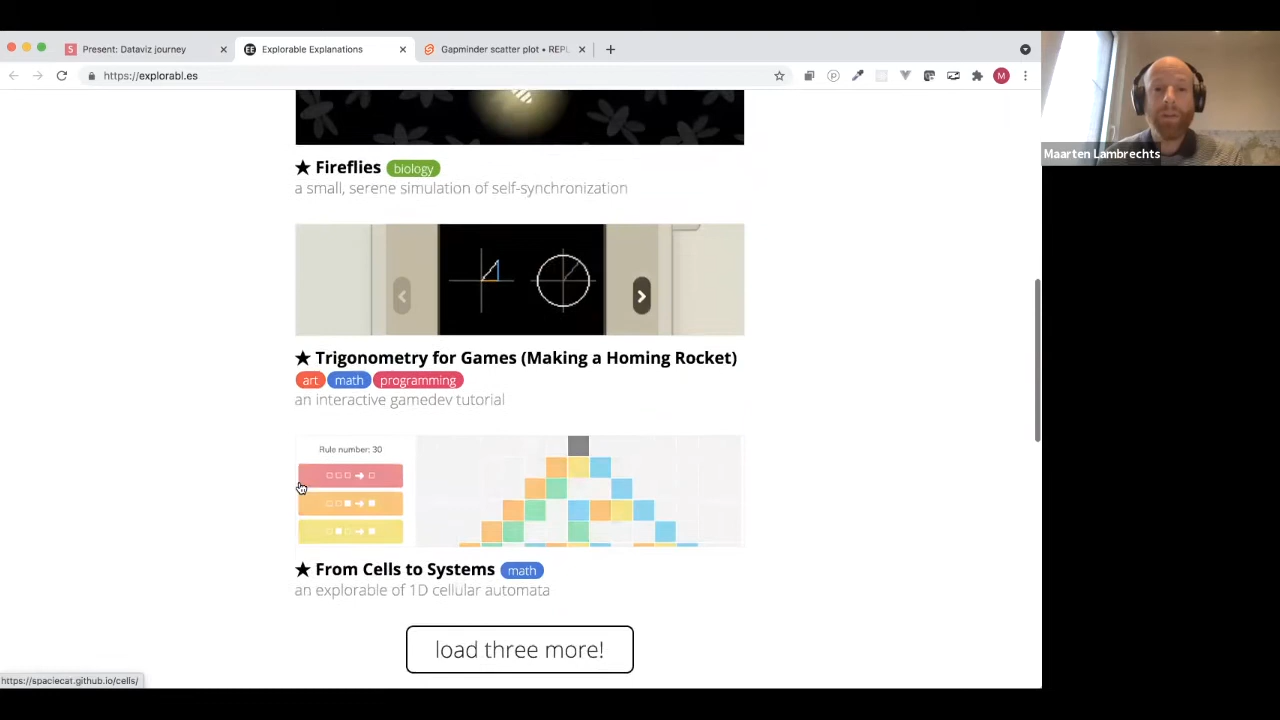 Present: Dataviz journey
EE
Explorable Explanations
Gapminder scatter plot • REPL
https://explorabl.es
M
Maarten Lambrechts
★ Fireflies biology
a small, serene simulation of self-synchronization
★ Trigonometry for Games (Making a Homing Rocket)
art math programming
an interactive gamedev tutorial
Rule number: 30
★ From Cells to Systems math
an explorable of 1D cellular automata
load three more!
https://spaciecat.github.io/cells/